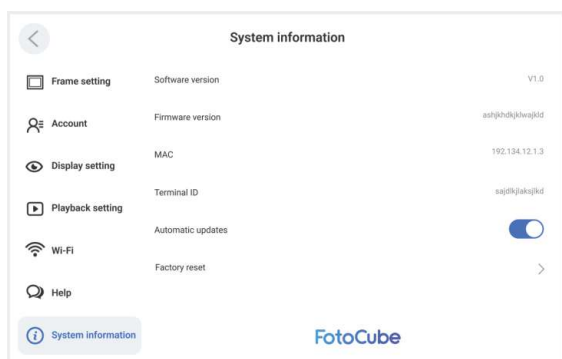 System information
Frame setting
Account
Display setting
Playback setting
Wi-Fi
Help
System information
Software version V1.0
Firmware version ashjkhdkjklwajkld
MAC 192.134.12.1.3
Terminal ID sajdlkjlaksjlkd
Automatic updates
Factory reset
FotoCube